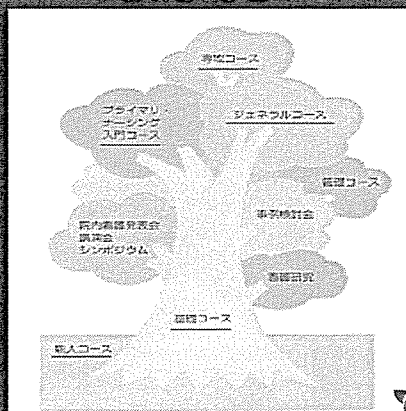 専攻コース
プライマリ
ナーシング
入門コース
ジェネラルコース
管理コース
事例検討会
院内看護発表会
講演会
シンポジウム
看護研究
基礎コース
新人コース